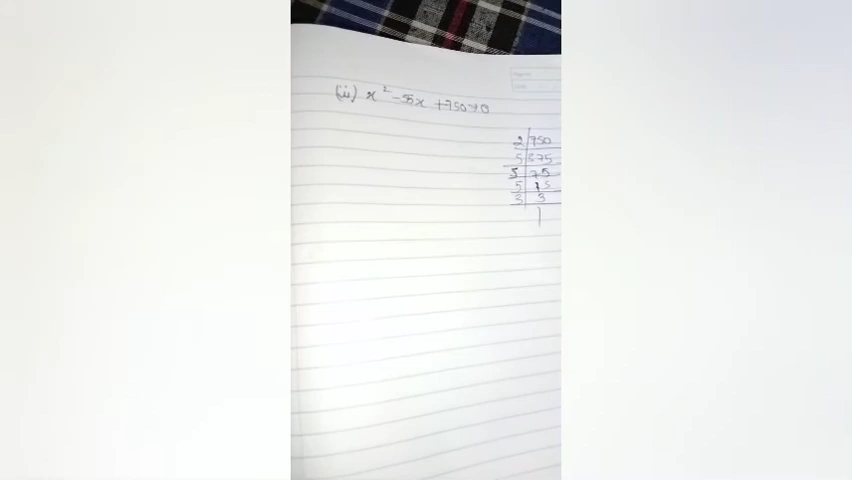 (ii) x² - 55x + 750 = 0
2 | 750
5 | 375
5 | 75
5 | 15
3 | 3
1